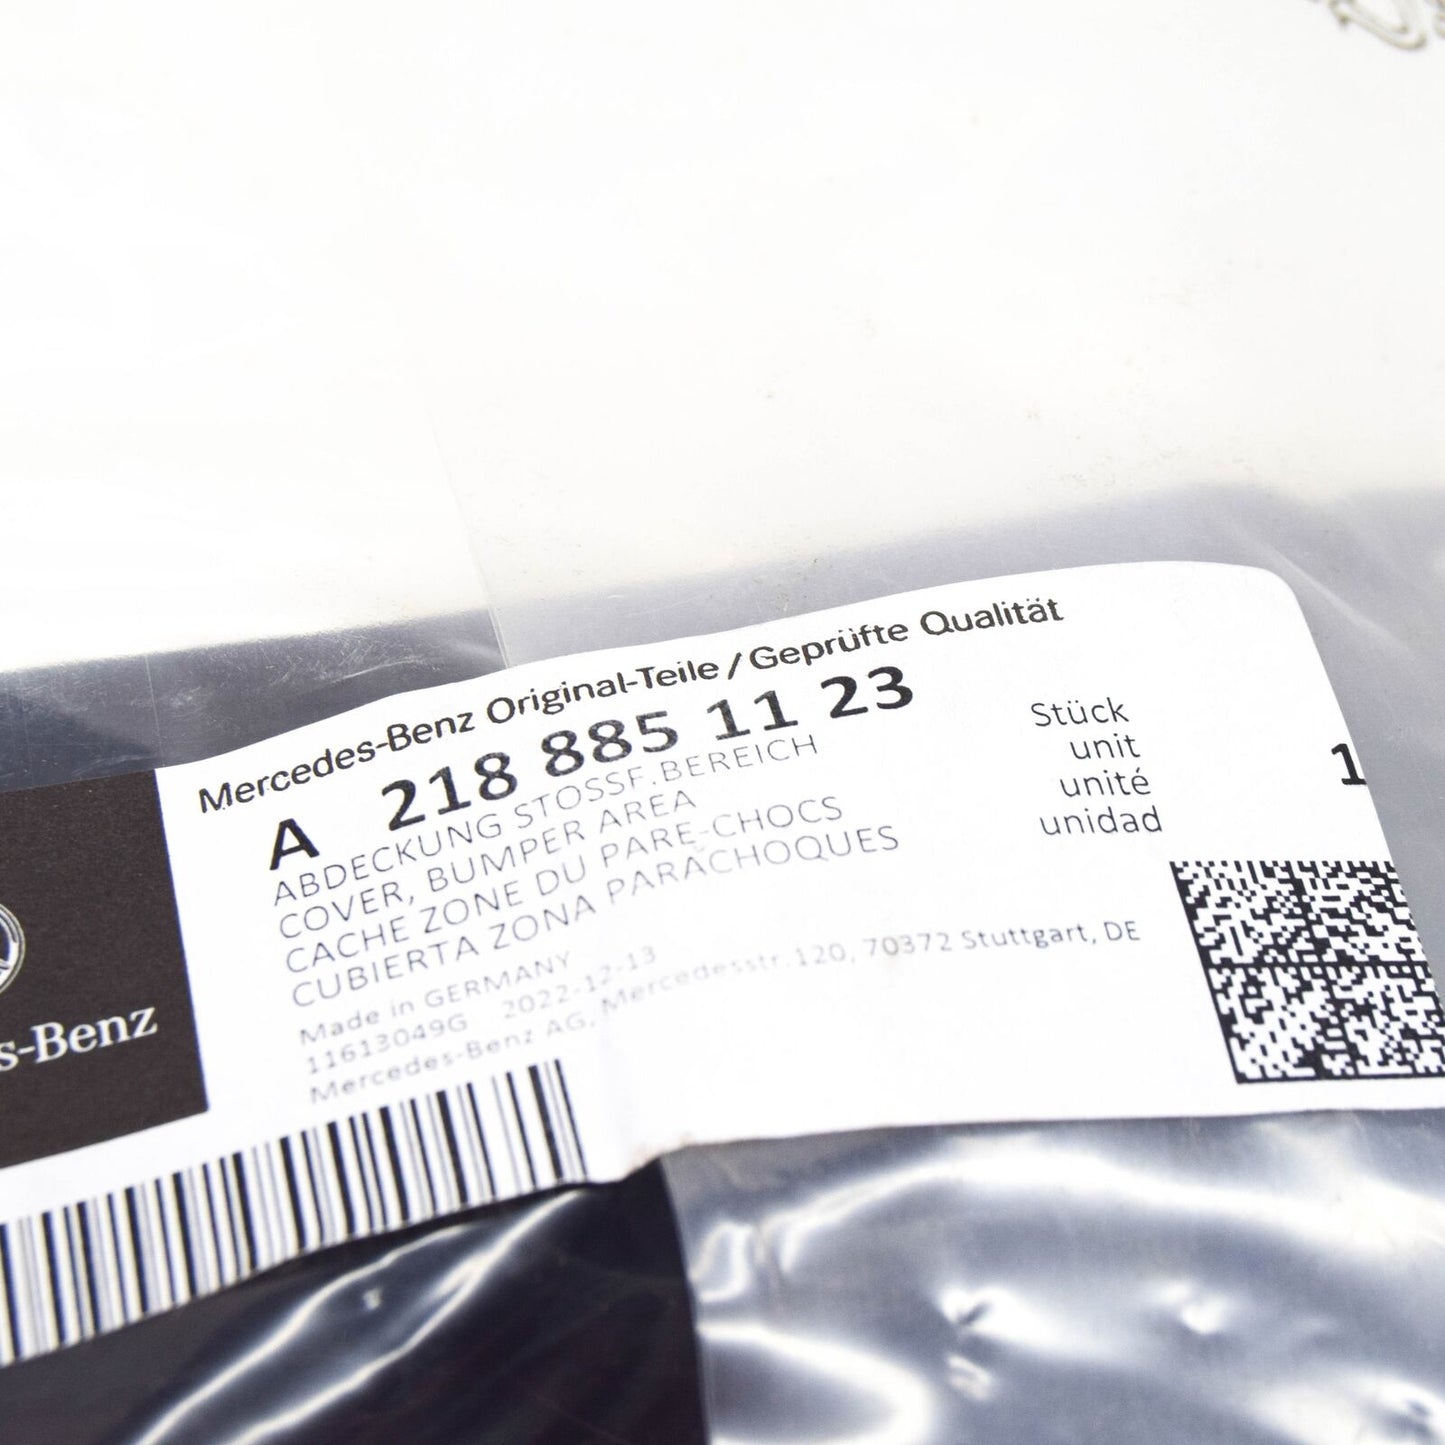 Mercedes-Benz Original-Teile / Geprüfte Qualität
A 218 885 11 23
ABDECKUNG STOSSF.BEREICH
COVER, BUMPER AREA
CACHE ZONE DU PARE-CHOCS
CUBIERTA ZONA PARACHOQUES
Stück 
unit
unité
unidad
1
Made in GERMANY
11613049G 2022-12-13
Mercedes-Benz AG, Mercedesstr.120, 70372 Stuttgart, DE
s-Benz